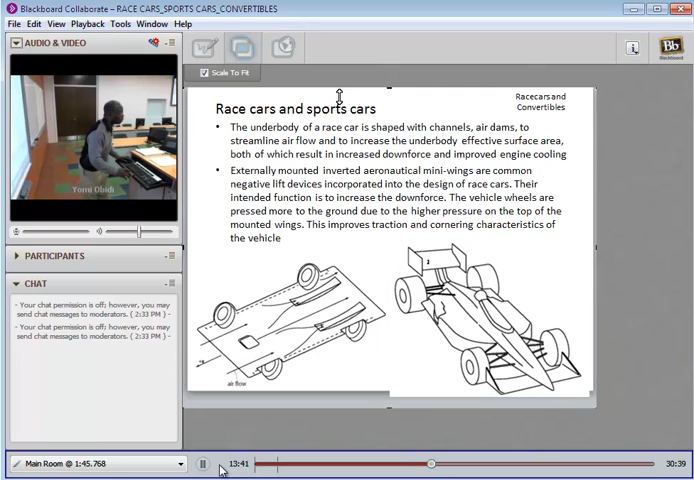 Blackboard Collaborate – RACE CARS_SPORTS CARS_CONVERTIBLES
File Edit View Playback Tools Window Help
AUDIO & VIDEO
Yomi Obidi
PARTICIPANTS
CHAT
- Your chat permission is off; however, you may
send chat messages to moderators. ( 2:33 PM ) -
- Your chat permission is off; however, you may
send chat messages to moderators. ( 2:33 PM ) -
Bb
Blackboard
Scale To Fit
Racecars and
Convertibles
Race cars and sports cars
• The underbody of a race car is shaped with channels, air dams, to
streamline air flow and to increase the underbody effective surface area,
both of which result in increased downforce and improved engine cooling
• Externally mounted inverted aeronautical mini-wings are common
negative lift devices incorporated into the design of race cars. Their
intended function is to increase the downforce. The vehicle wheels are
pressed more to the ground due to the higher pressure on the top of the
mounted wings. This improves traction and cornering characteristics of
the vehicle
air flow
1
Main Room @ 1:45.768
13:41
30:39